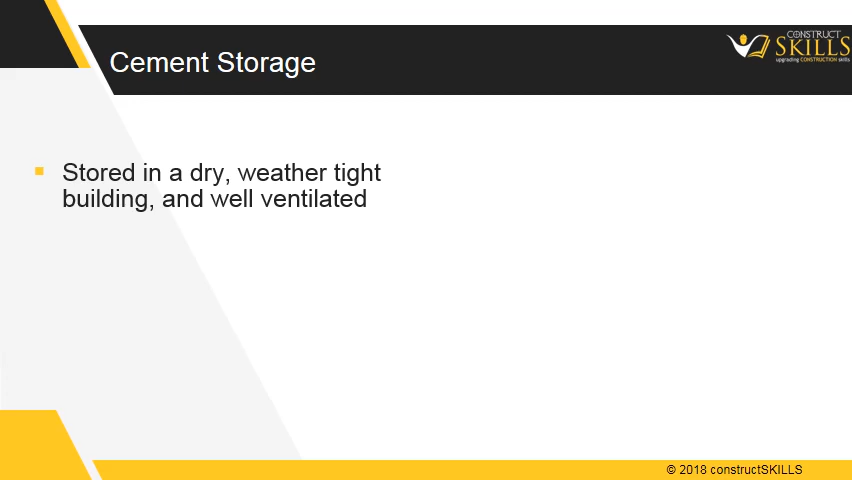 Cement Storage
CONSTRUCT
SKILLS
upgrading CONSTRUCTION skills
Stored in a dry, weather tight
building, and well ventilated
© 2018 constructSKILLS